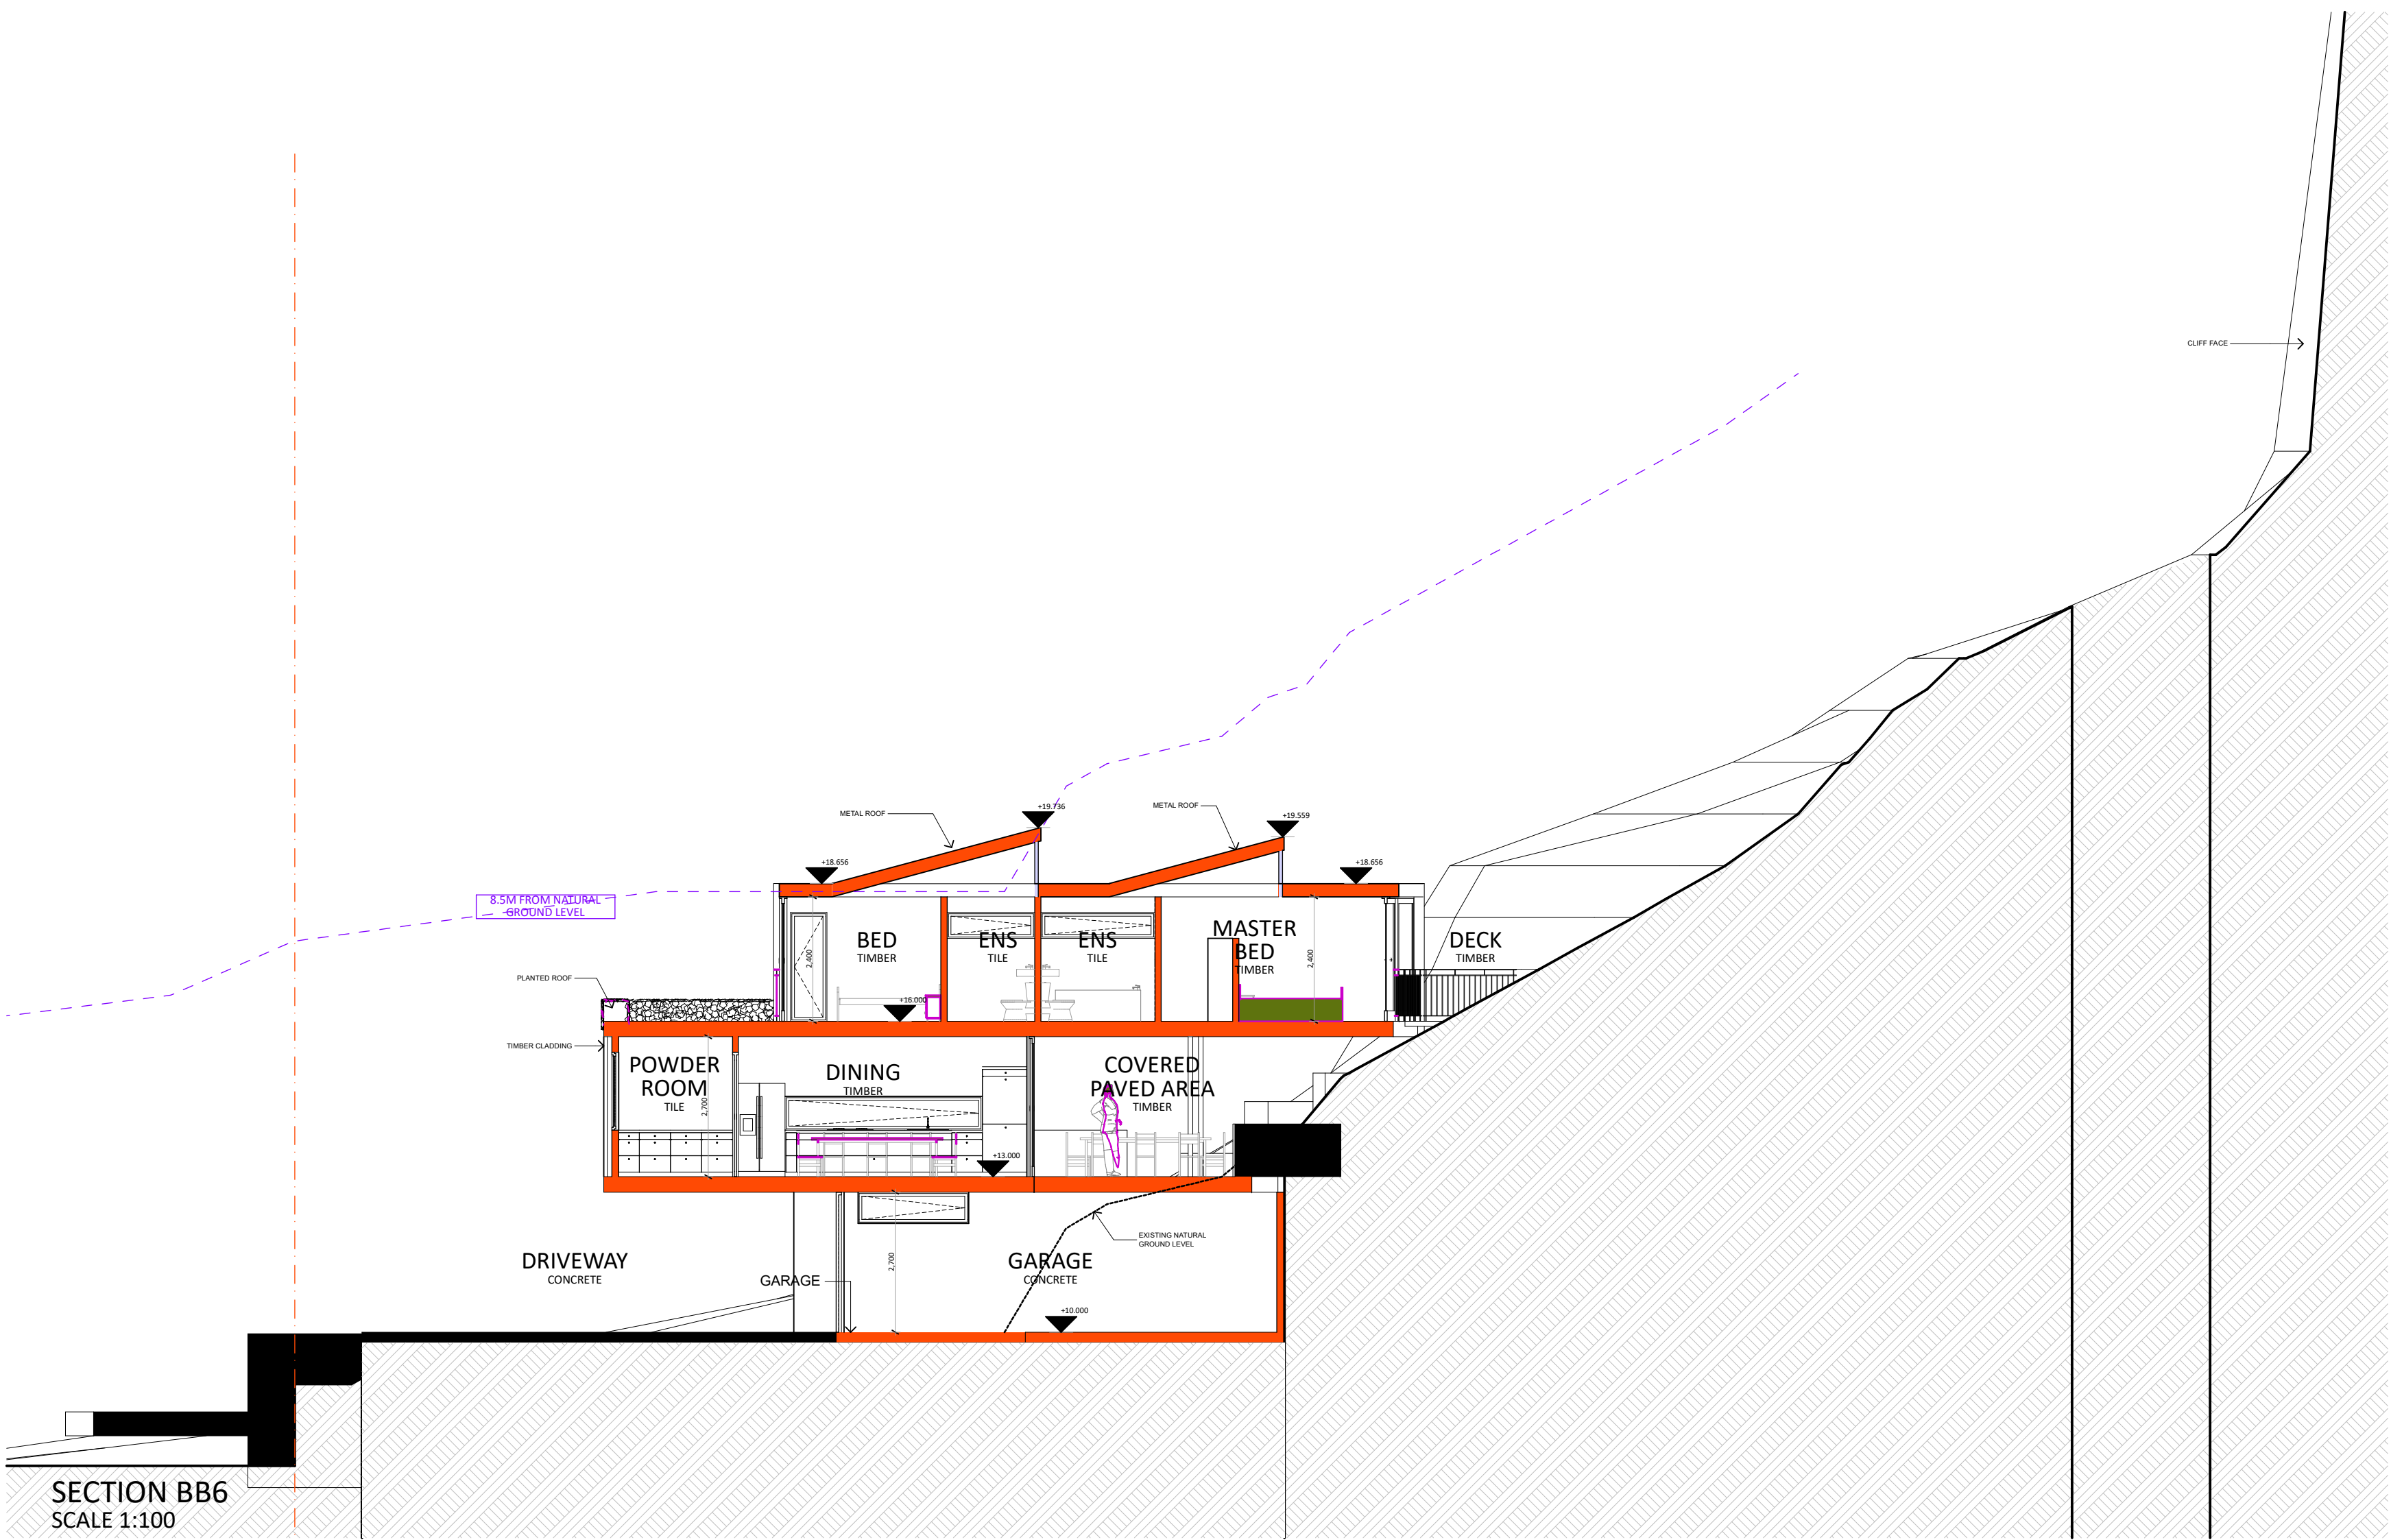 CLIFF FACE
METAL ROOF
+19.736
METAL ROOF
+19.559
+18.656
+18.656
8.5M FROM NATURAL
GROUND LEVEL
BED
TIMBER
2,400
ENS
TILE
ENS
TILE
MASTER
BED
TIMBER
2,400
DECK
TIMBER
PLANTED ROOF
+16.000
TIMBER CLADDING
POWDER
ROOM
TILE
2,700
DINING
TIMBER
COVERED
PAVED AREA
TIMBER
+13.000
EXISTING NATURAL
GROUND LEVEL
DRIVEWAY
CONCRETE
GARAGE
2,700
GARAGE
CONCRETE
+10.000
SECTION BB6
SCALE 1:100